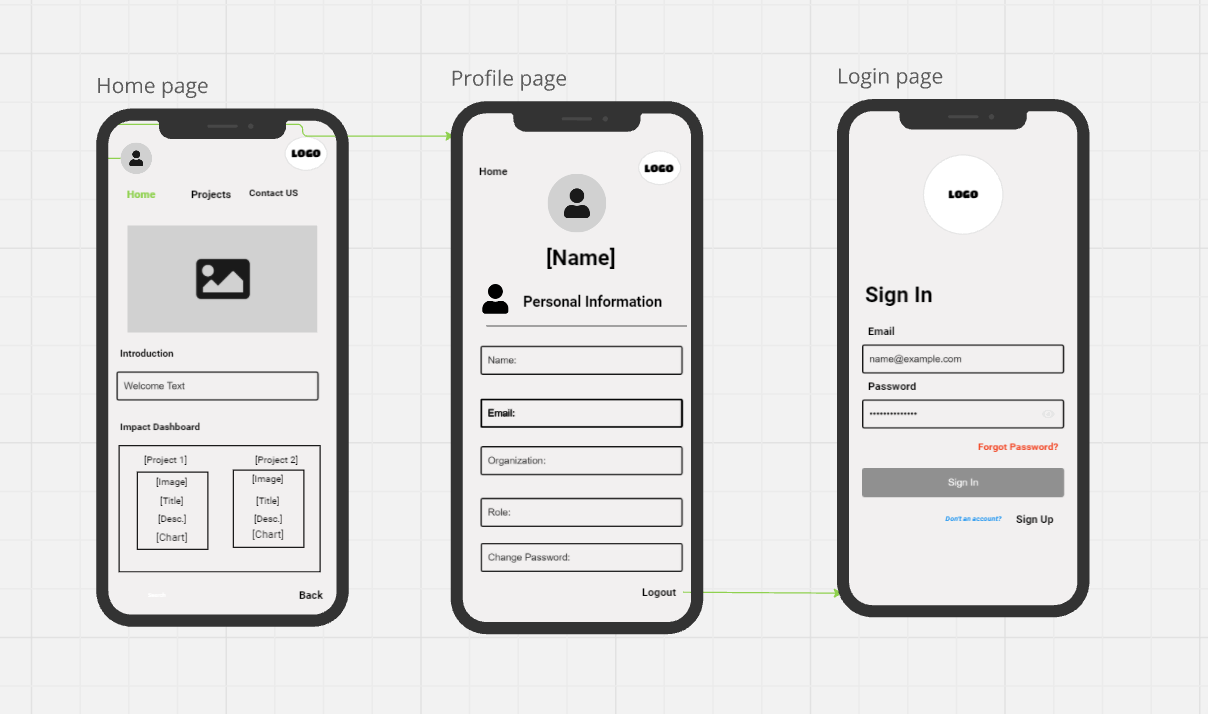 Home page
LOGO
Home
Projects
Contact US
Introduction
Welcome Text
Impact Dashboard
[Project 1]
[Image]
[Title]
[Desc.]
[Chart]
[Project 2]
[Image]
[Title]
[Desc.]
[Chart]
Back
Profile page
Home
LOGO
[Name]
Personal Information
Name:
Email:
Organization:
Role:
Change Password:
Logout
Login page
LOGO
Sign In
Email
name@example.com
Password
••••••••••••••
Forgot Password?
Sign In
Don't an account?
Sign Up